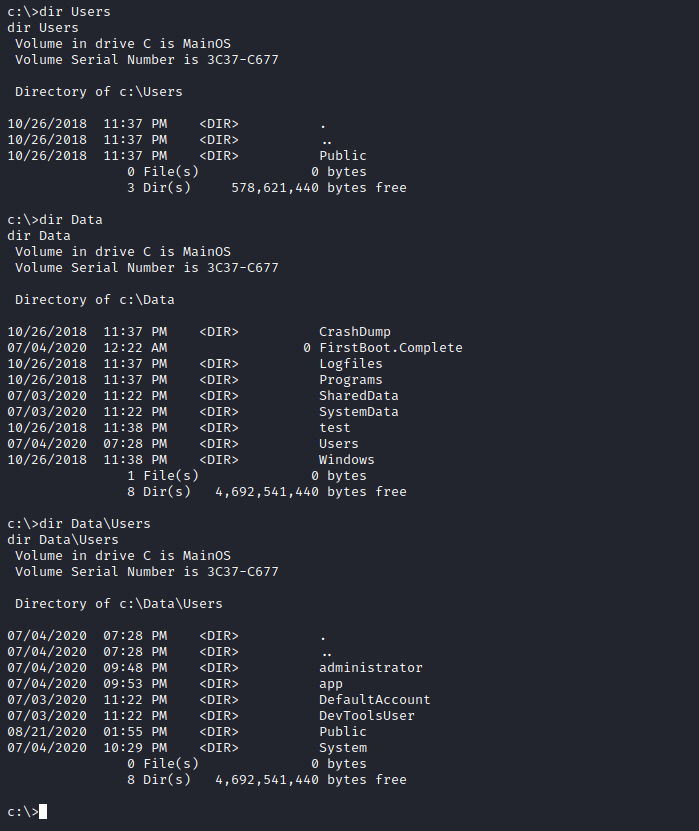 c:\>dir Users
dir Users
 Volume in drive C is MainOS
 Volume Serial Number is 3C37-C677

 Directory of c:\Users

10/26/2018  11:37 PM    <DIR>          .
10/26/2018  11:37 PM    <DIR>          ..
10/26/2018  11:37 PM    <DIR>          Public
               0 File(s)              0 bytes
               3 Dir(s)     578,621,440 bytes free

c:\>dir Data
dir Data
 Volume in drive C is MainOS
 Volume Serial Number is 3C37-C677

 Directory of c:\Data

10/26/2018  11:37 PM    <DIR>          CrashDump
07/04/2020  12:22 AM                 0 FirstBoot.Complete
10/26/2018  11:37 PM    <DIR>          Logfiles
10/26/2018  11:37 PM    <DIR>          Programs
07/03/2020  11:22 PM    <DIR>          SharedData
07/03/2020  11:22 PM    <DIR>          SystemData
10/26/2018  11:38 PM    <DIR>          test
07/04/2020  07:28 PM    <DIR>          Users
10/26/2018  11:38 PM    <DIR>          Windows
               1 File(s)              0 bytes
               8 Dir(s)   4,692,541,440 bytes free

c:\>dir Data\Users
dir Data\Users
 Volume in drive C is MainOS
 Volume Serial Number is 3C37-C677

 Directory of c:\Data\Users

07/04/2020  07:28 PM    <DIR>          .
07/04/2020  07:28 PM    <DIR>          ..
07/04/2020  09:48 PM    <DIR>          administrator
07/04/2020  09:53 PM    <DIR>          app
07/03/2020  11:22 PM    <DIR>          DefaultAccount
07/03/2020  11:22 PM    <DIR>          DevToolsUser
08/21/2020  01:55 PM    <DIR>          Public
07/04/2020  10:29 PM    <DIR>          System
               0 File(s)              0 bytes
               8 Dir(s)   4,692,541,440 bytes free

c:\>